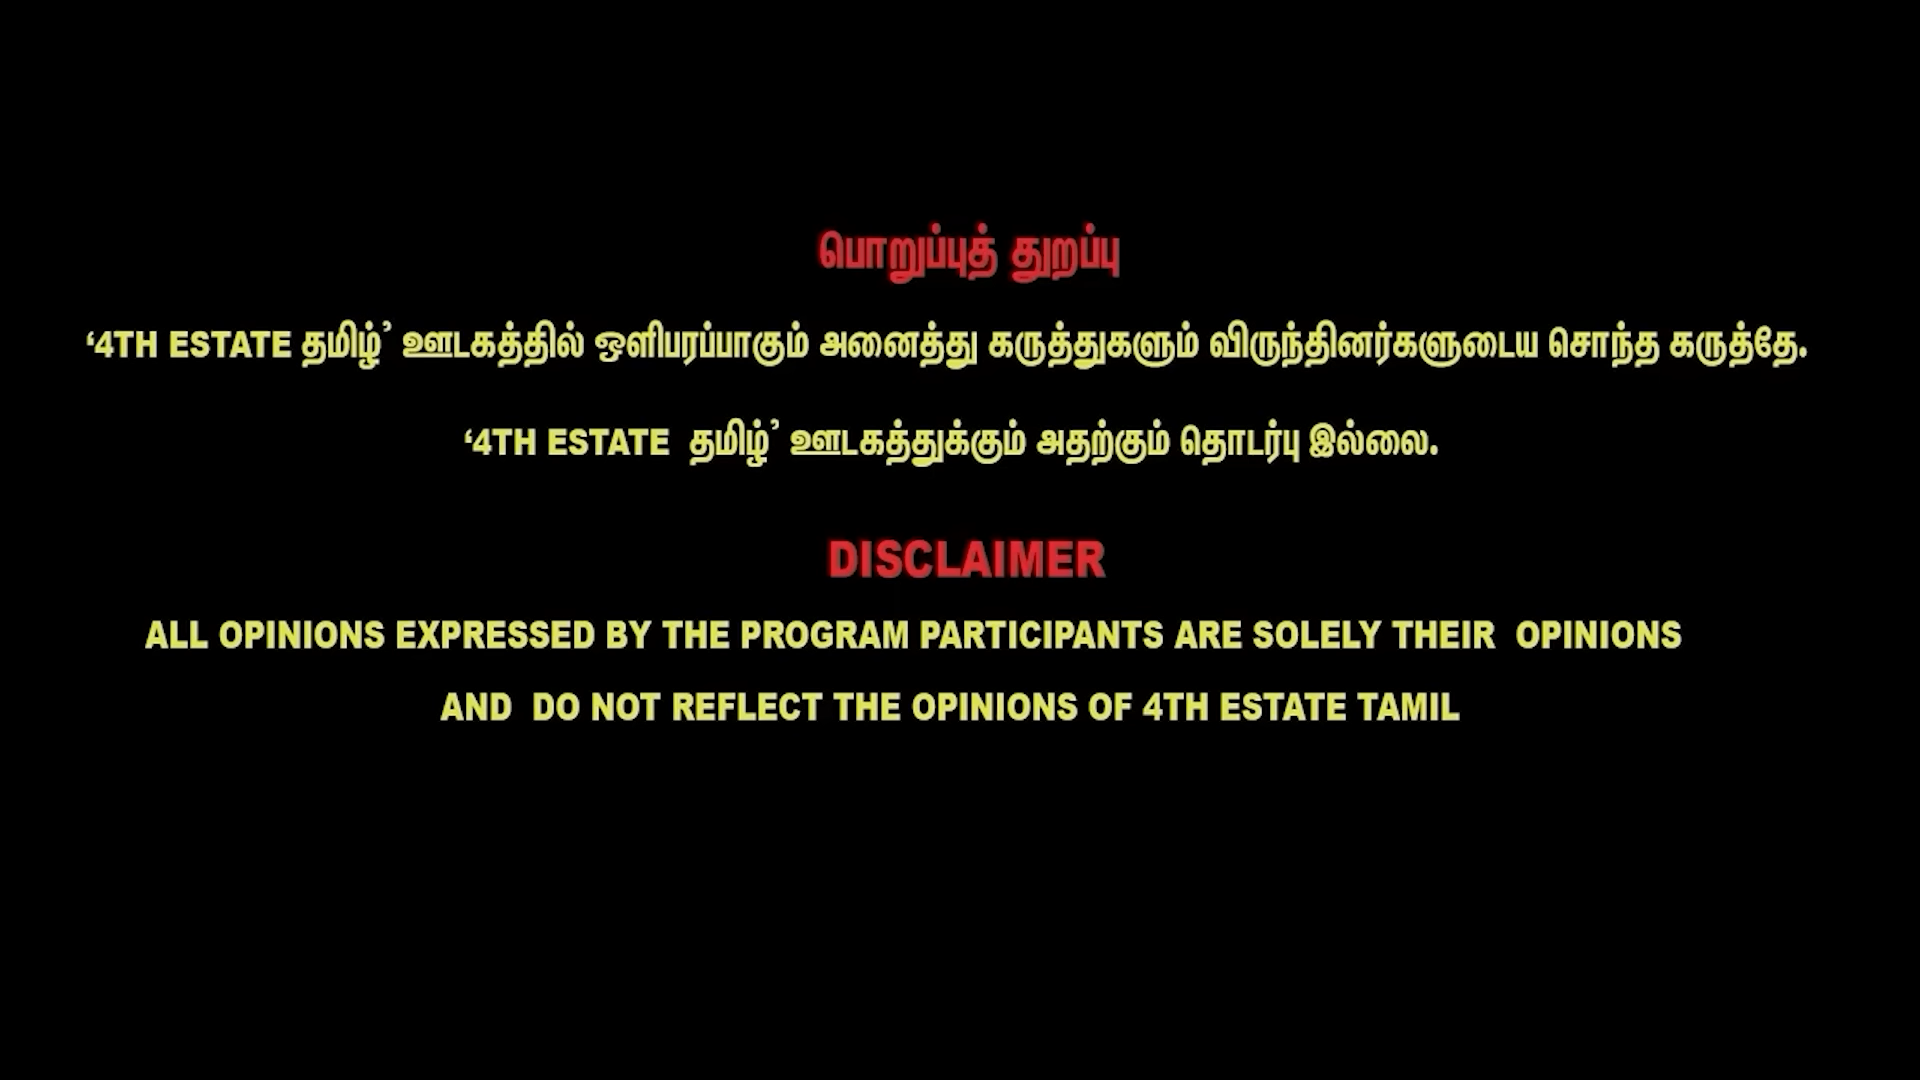 பொறுப்புத் துறப்பு
‘4TH ESTATE தமிழ்’ ஊடகத்தில் ஒளிபரப்பாகும் அனைத்து கருத்துகளும் விருந்தினர்களுடைய சொந்த கருத்தே.
‘4TH ESTATE தமிழ்’ ஊடகத்துக்கும் அதற்கும் தொடர்பு இல்லை.
DISCLAIMER
ALL OPINIONS EXPRESSED BY THE PROGRAM PARTICIPANTS ARE SOLELY THEIR OPINIONS
AND DO NOT REFLECT THE OPINIONS OF 4TH ESTATE TAMIL